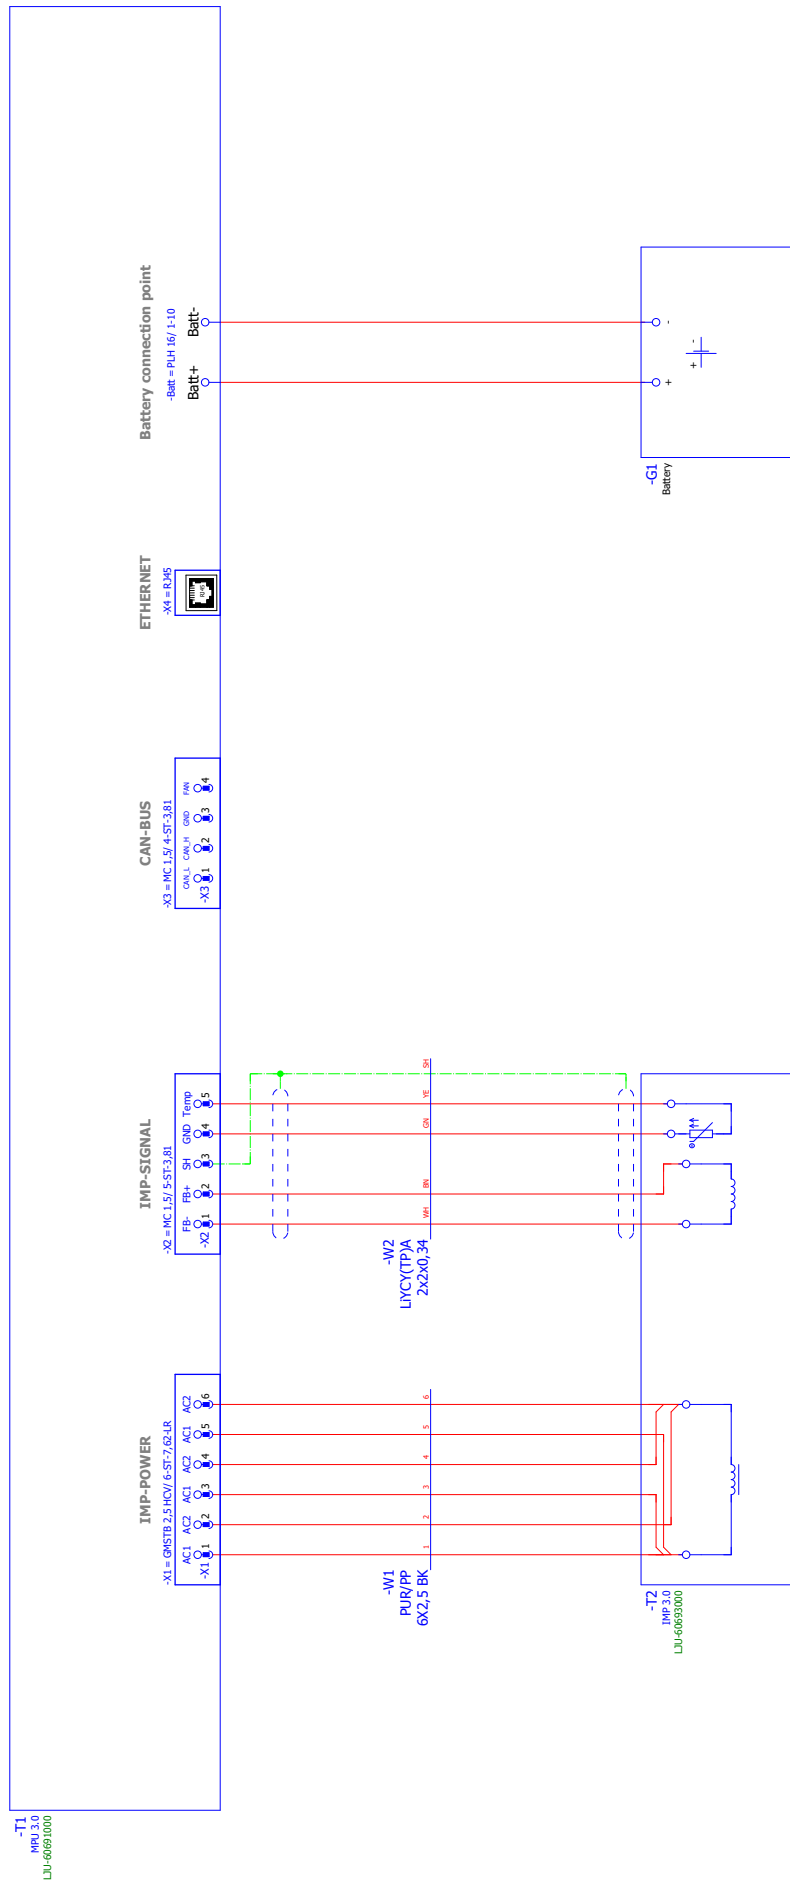 -T1
MPU 3.0
LJU-60691000
IMP-POWER
-X1 = GMSTB 2,5 HCV/ 6-ST-7,62-LR
AC1 AC2 AC1 AC2 AC1 AC2
-X1 1 2 3 4 5 6
IMP-SIGNAL
-X2 = MC 1,5/ 5-ST-3,81
FB- FB+ SH GND Temp
-X2 1 2 3 4 5
CAN-BUS
-X3 = MC 1,5/ 4-ST-3,81
CAN_L CAN_H GND FAN
-X3 1 2 3 4
ETHERNET
-X4 = RJ45
RJ45
Battery connection point
-Batt = PLH 16/ 1-10
Batt+ Batt-
-W1
PUR/PP
6X2,5 BK
1 2 3 4 5 6
-W2
LiYCY(TP)A
2x2x0,34
WH BN GN YE SH
-T2
IMP 3.0
LJU-60693000
-G1
Battery
+ -
+ -